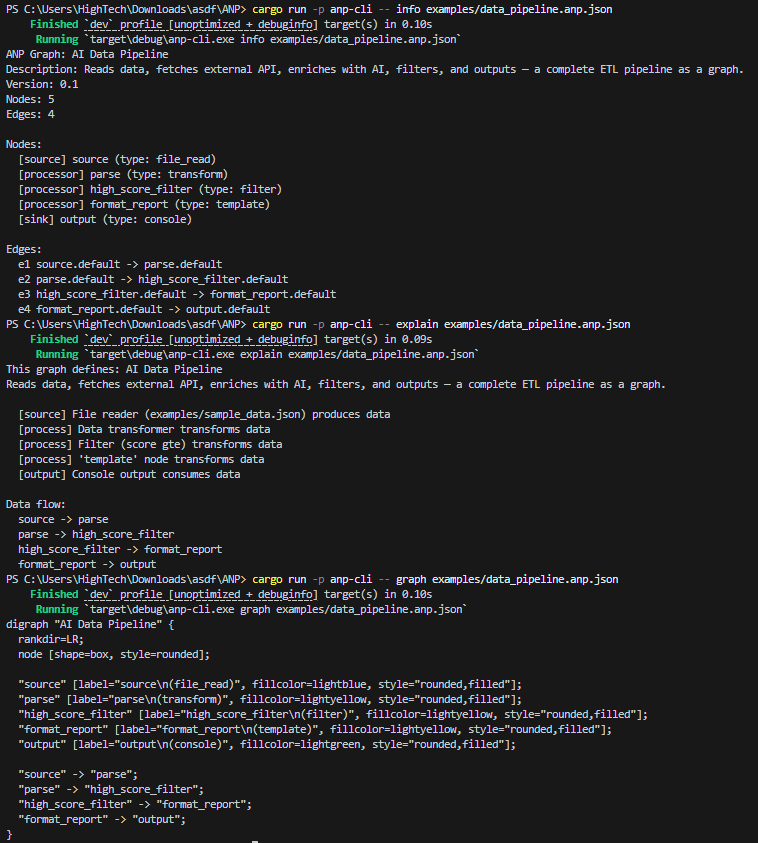 PS C:\Users\HighTech\Downloads\asdf\ANP> cargo run -p anp-cli -- info examples/data_pipeline.anp.json
    Finished `dev` profile [unoptimized + debuginfo] target(s) in 0.10s
     Running `target\debug\anp-cli.exe info examples/data_pipeline.anp.json`
ANP Graph: AI Data Pipeline
Description: Reads data, fetches external API, enriches with AI, filters, and outputs — a complete ETL pipeline as a graph.
Version: 0.1
Nodes: 5
Edges: 4

Nodes:
  [source] source (type: file_read)
  [processor] parse (type: transform)
  [processor] high_score_filter (type: filter)
  [processor] format_report (type: template)
  [sink] output (type: console)

Edges:
  e1 source.default -> parse.default
  e2 parse.default -> high_score_filter.default
  e3 high_score_filter.default -> format_report.default
  e4 format_report.default -> output.default
PS C:\Users\HighTech\Downloads\asdf\ANP> cargo run -p anp-cli -- explain examples/data_pipeline.anp.json
    Finished `dev` profile [unoptimized + debuginfo] target(s) in 0.09s
     Running `target\debug\anp-cli.exe explain examples/data_pipeline.anp.json`
This graph defines: AI Data Pipeline
Reads data, fetches external API, enriches with AI, filters, and outputs — a complete ETL pipeline as a graph.

  [source] File reader (examples/sample_data.json) produces data
  [process] Data transformer transforms data
  [process] Filter (score gte) transforms data
  [process] 'template' node transforms data
  [output] Console output consumes data

Data flow:
  source -> parse
  parse -> high_score_filter
  high_score_filter -> format_report
  format_report -> output
PS C:\Users\HighTech\Downloads\asdf\ANP> cargo run -p anp-cli -- graph examples/data_pipeline.anp.json
    Finished `dev` profile [unoptimized + debuginfo] target(s) in 0.10s
     Running `target\debug\anp-cli.exe graph examples/data_pipeline.anp.json`
digraph "AI Data Pipeline" {
  rankdir=LR;
  node [shape=box, style=rounded];

  "source" [label="source\n(file_read)", fillcolor=lightblue, style="rounded,filled"];
  "parse" [label="parse\n(transform)", fillcolor=lightyellow, style="rounded,filled"];
  "high_score_filter" [label="high_score_filter\n(filter)", fillcolor=lightyellow, style="rounded,filled"];
  "format_report" [label="format_report\n(template)", fillcolor=lightyellow, style="rounded,filled"];
  "output" [label="output\n(console)", fillcolor=lightgreen, style="rounded,filled"];

  "source" -> "parse";
  "parse" -> "high_score_filter";
  "high_score_filter" -> "format_report";
  "format_report" -> "output";
}